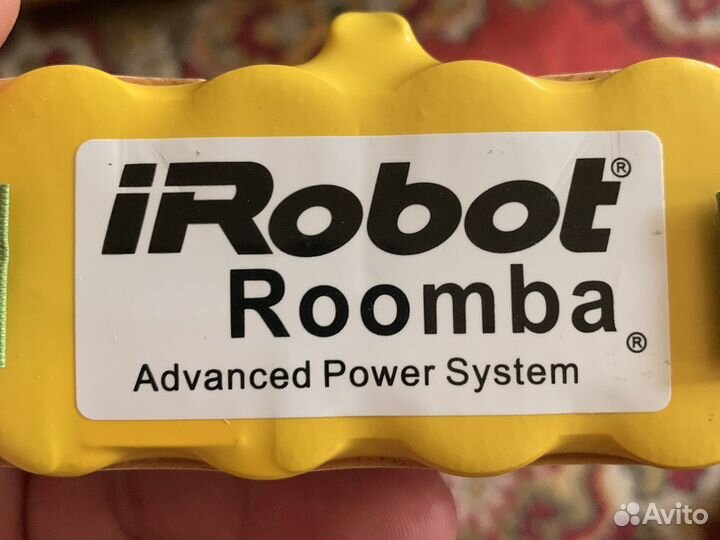 iRobot®
Roomba®
Advanced Power System
Avito